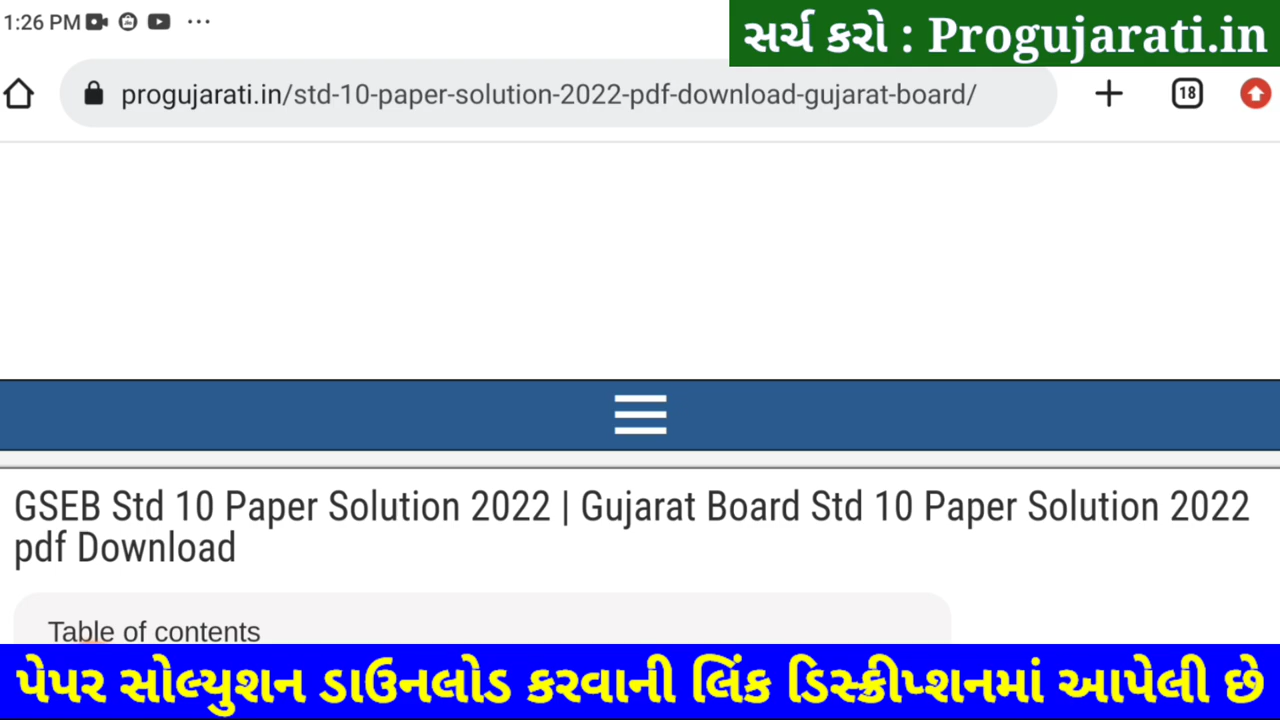 1:26 PM
સર્ચ કરો : Progujarati.in
progujarati.in/std-10-paper-solution-2022-pdf-download-gujarat-board/
18
GSEB Std 10 Paper Solution 2022 | Gujarat Board Std 10 Paper Solution 2022
pdf Download
Table of contents
પેપર સોલ્યુશન ડાઉનલોડ કરવાની લિંક ડિસ્ક્રીપ્શનમાં આપેલી છે